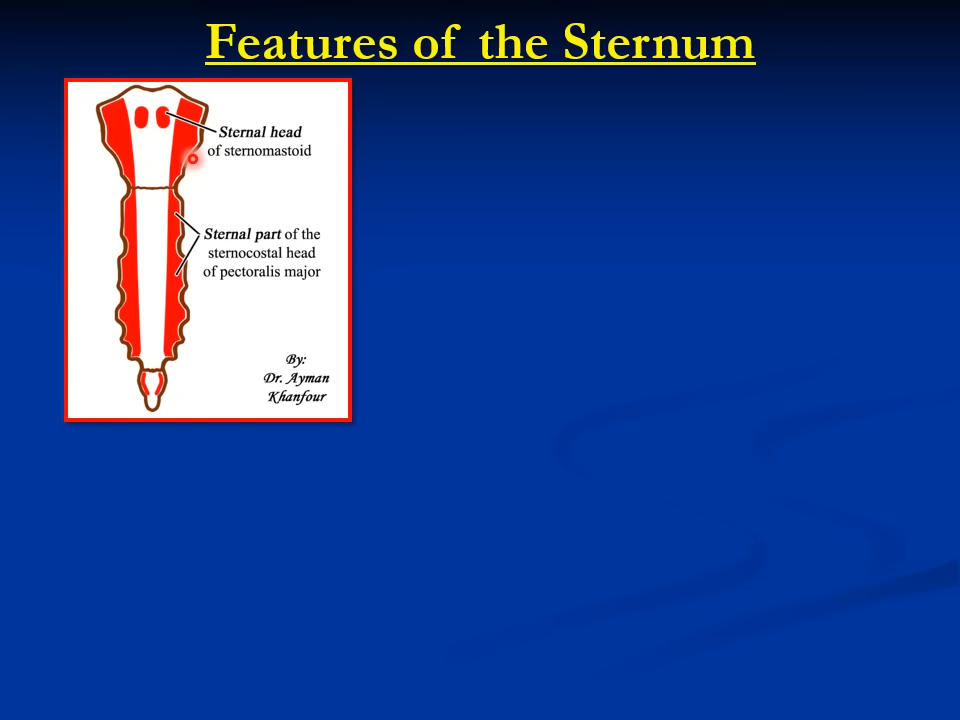 Features of the Sternum
Sternal head
of sternomastoid
Sternal part of the
sternocostal head
of pectoralis major
By:
Dr. Ayman
Khanfour